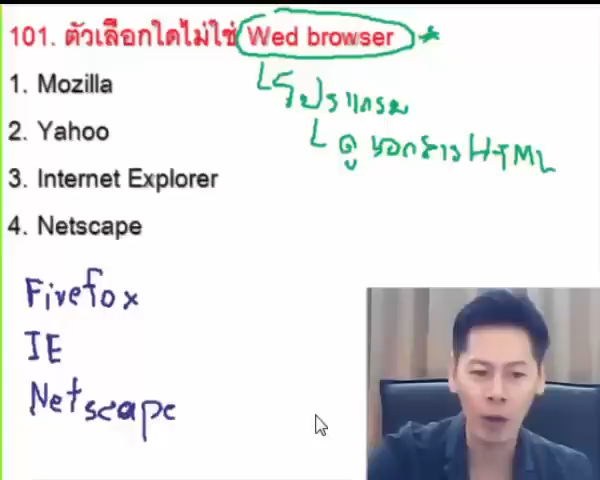 101. ตัวเลือกใดไม่ใช่ Wed browser *
1. Mozilla
โปรแกรม
2. Yahoo
ดูเอกสาร HTML
3. Internet Explorer
4. Netscape
Firefox
IE
Netscape